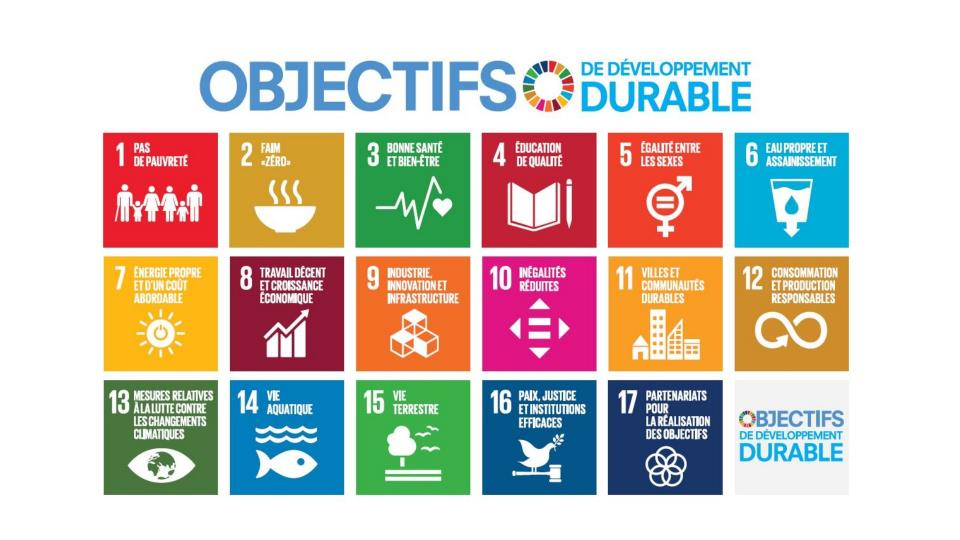 OBJECTIFS
DE DÉVELOPPEMENT
DURABLE
1 PAS
DE PAUVRETÉ
2 FAIM
«ZÉRO»
3 BONNE SANTÉ
ET BIEN-ÊTRE
4 ÉDUCATION
DE QUALITÉ
5 ÉGALITÉ ENTRE
LES SEXES
6 EAU PROPRE ET
ASSAINISSEMENT
7 ÉNERGIE PROPRE
ET D'UN COÛT
ABORDABLE
8 TRAVAIL DÉCENT
ET CROISSANCE
ÉCONOMIQUE
9 INDUSTRIE,
INNOVATION ET
INFRASTRUCTURE
10 INÉGALITÉS
RÉDUITES
11 VILLES ET
COMMUNAUTÉS
DURABLES
12 CONSOMMATION
ET PRODUCTION
RESPONSABLES
13 MESURES RELATIVES
À LA LUTTE CONTRE
LES CHANGEMENTS
CLIMATIQUES
14 VIE
AQUATIQUE
15 VIE
TERRESTRE
16 PAIX, JUSTICE
ET INSTITUTIONS
EFFICACES
17 PARTENARIATS
POUR
LA RÉALISATION
DES OBJECTIFS
OBJECTIFS
DE DÉVELOPPEMENT
DURABLE